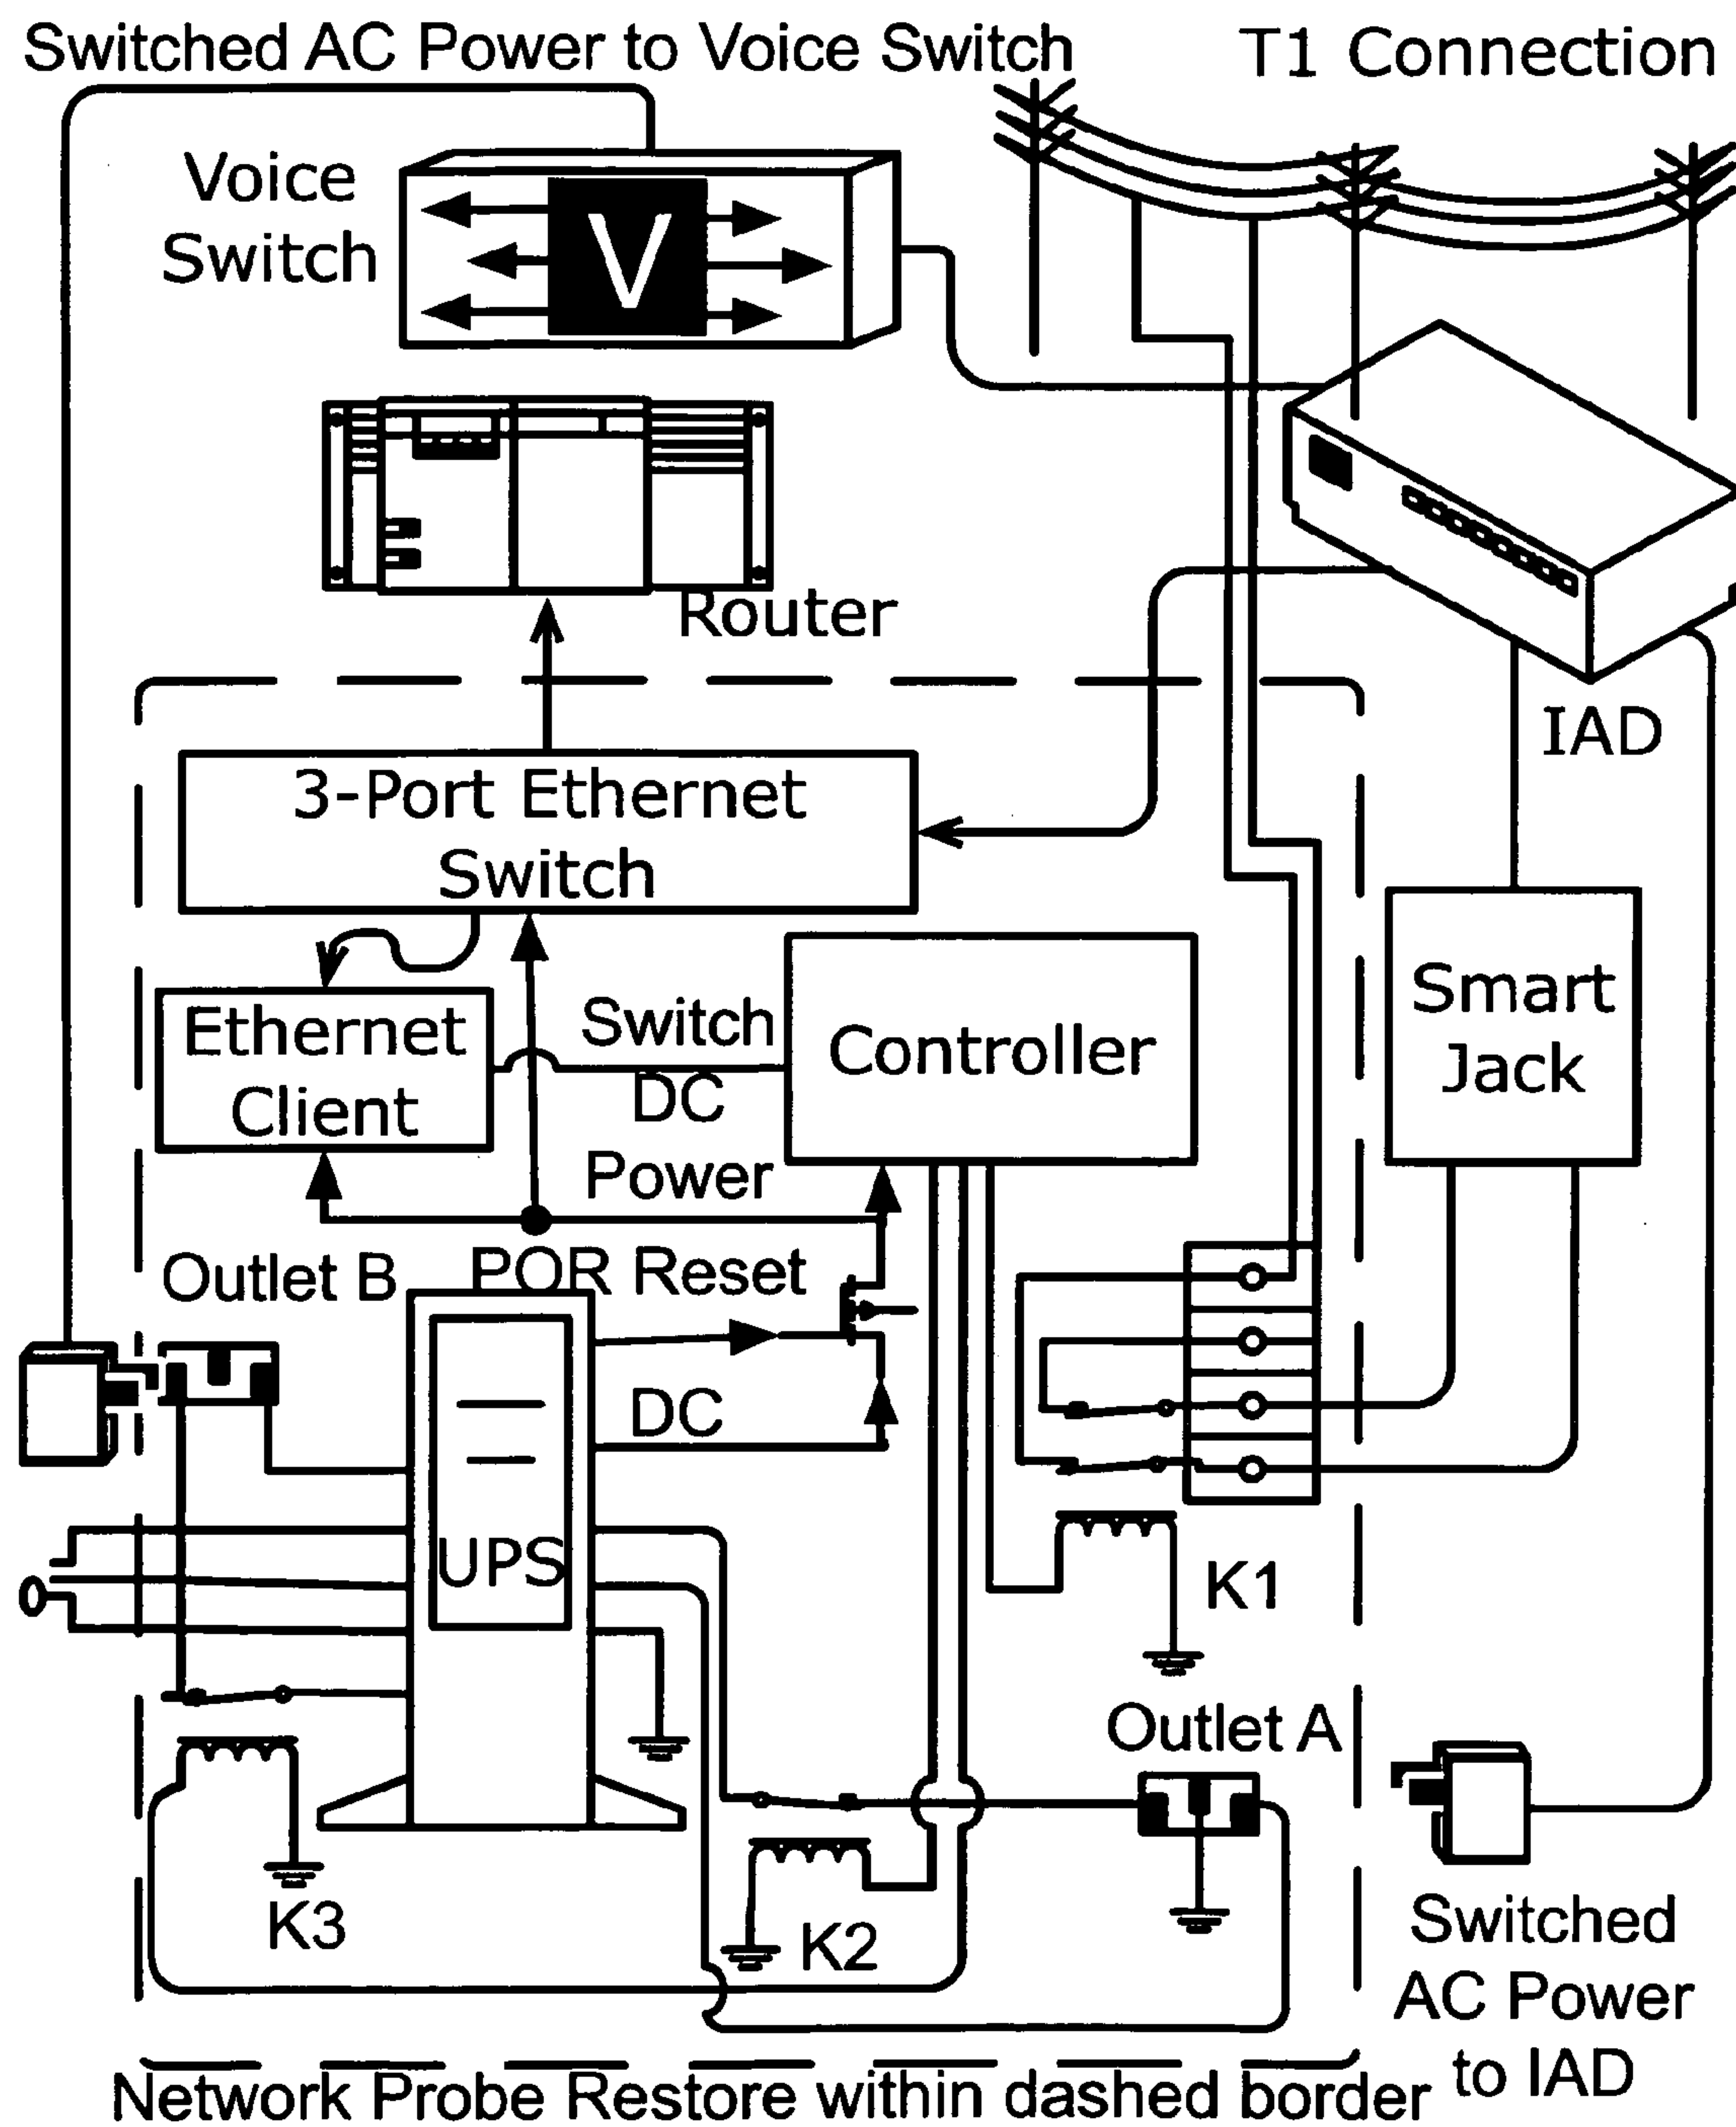 Switched AC Power to Voice Switch
T1 Connection
Voice
Switch
V
Router
IAD
3-Port Ethernet
Switch
Ethernet
Client
Switch
DC
Power
Controller
Smart
Jack
Outlet B
POR Reset
DC
UPS
K1
Outlet A
K3
K2
Switched
AC Power
to IAD
Network Probe Restore within dashed border